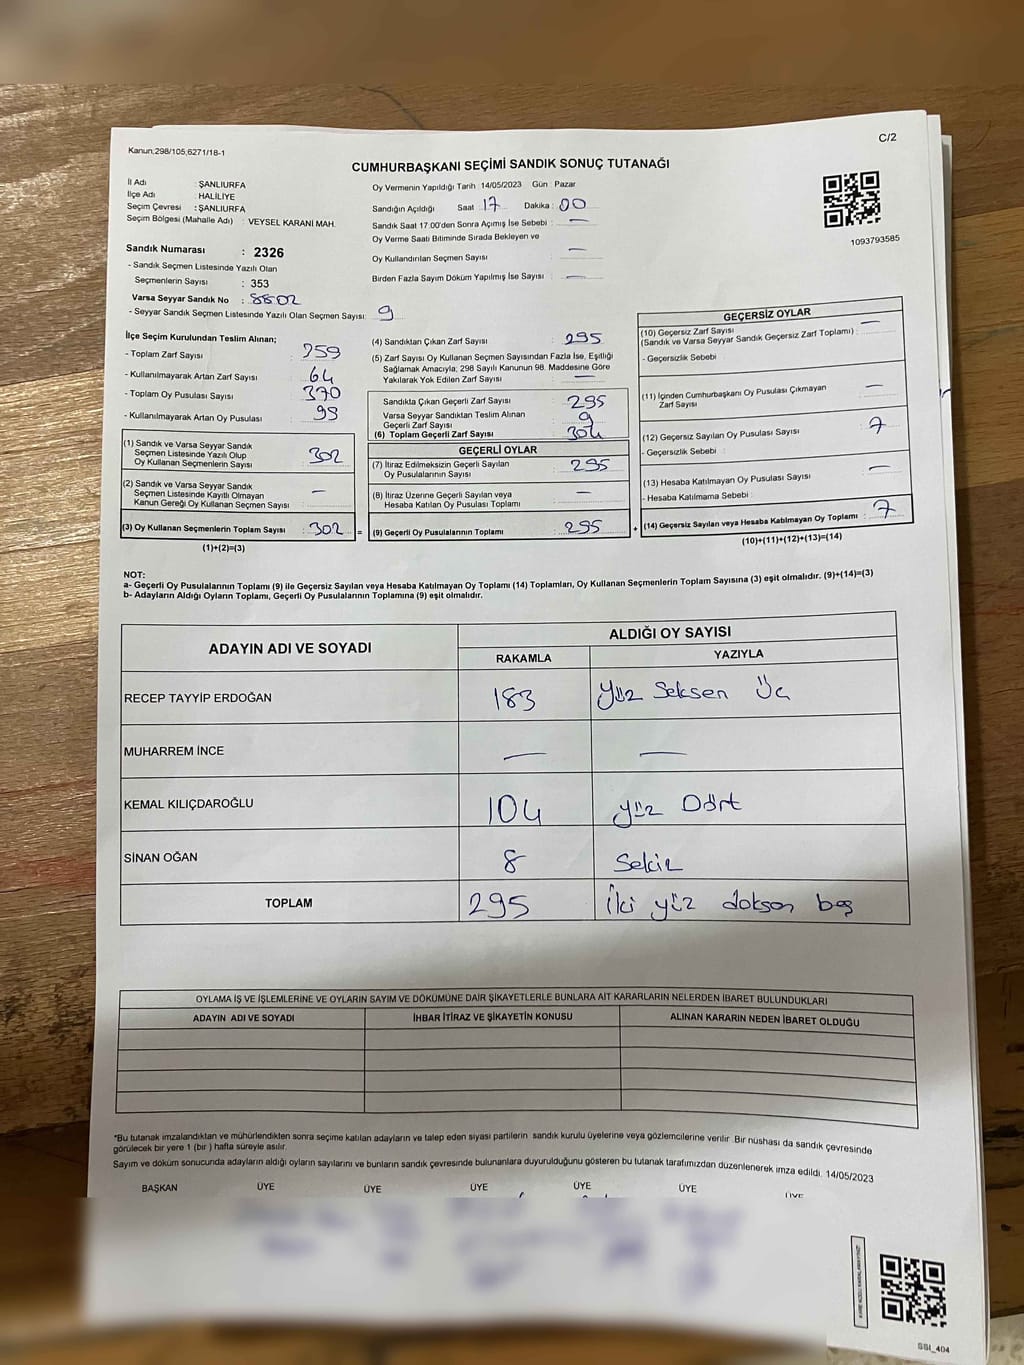 C/2
Kanun;298/105,6271/18-1
CUMHURBAŞKANI SEÇİMİ SANDIK SONUÇ TUTANAĞI
İl Adı : ŞANLIURFA
İlçe Adı : HALİLİYE
Seçim Çevresi : ŞANLIURFA
Seçim Bölgesi (Mahalle Adı) : VEYSEL KARANİ MAH.
Sandık Numarası : 2326
- Sandık Seçmen Listesinde Yazılı Olan
Seçmenlerin Sayısı : 353
Varsa Seyyar Sandık No : 8802
- Seyyar Sandık Seçmen Listesinde Yazılı Olan Seçmen Sayısı: 9
Oy Vermenin Yapıldığı Tarih :14/05/2023 Gün : Pazar
Sandığın Açıldığı Saat : 17 Dakika : 00
Sandık Saat 17.00'den Sonra Açımış İse Sebebi : —
Oy Verme Saati Bitiminde Sırada Bekleyen ve
Oy Kullandırılan Seçmen Sayısı : —
Birden Fazla Sayım Döküm Yapılmış İse Sayısı : —
1093793585
İlçe Seçim Kurulundan Teslim Alınan;
- Toplam Zarf Sayısı : 359
- Kullanılmayarak Artan Zarf Sayısı : 64
- Toplam Oy Pusulası Sayısı : 370
- Kullanılmayarak Artan Oy Pusulası : 99
(1) Sandık ve Varsa Seyyar Sandık
Seçmen Listesinde Yazılı Olup
Oy Kullanan Seçmenlerin Sayısı : 302
(2) Sandık ve Varsa Seyyar Sandık
Seçmen Listesinde Kayıtlı Olmayan
Kanun Gereği Oy Kullanan Seçmen Sayısı : —
(3) Oy Kullanan Seçmenlerin Toplam Sayısı : 302 =
(1)+(2)=(3)
(4) Sandıktan Çıkan Zarf Sayısı : 295
(5) Zarf Sayısı Oy Kullanan Seçmen Sayısından Fazla İse, Eşitliği
Sağlamak Amacıyla; 298 Sayılı Kanunun 98. Maddesine Göre
Yakılarak Yok Edilen Zarf Sayısı : —
Sandıkta Çıkan Geçerli Zarf Sayısı : 295
Varsa Seyyar Sandıktan Teslim Alınan
Geçerli Zarf Sayısı : 9
(6) Toplam Geçerli Zarf Sayısı : 304
GEÇERLİ OYLAR
(7) İtiraz Edilmeksizin Geçerli Sayılan
Oy Pusulalarının Sayısı : 295
(8) İtiraz Üzerine Geçerli Sayılan veya
Hesaba Katılan Oy Pusulası Toplamı : —
(9) Geçerli Oy Pusulalarının Toplamı : 295 +
GEÇERSİZ OYLAR
(10) Geçersiz Zarf Sayısı
(Sandık ve Varsa Seyyar Sandık Geçersiz Zarf Toplamı) : —
- Geçersizlik Sebebi :
(11) İçinden Cumhurbaşkanı Oy Pusulası Çıkmayan
Zarf Sayısı : —
(12) Geçersiz Sayılan Oy Pusulası Sayısı : 7
- Geçersizlik Sebebi :
(13) Hesaba Katılmayan Oy Pusulası Sayısı : —
- Hesaba Katılmama Sebebi :
(14) Geçersiz Sayılan veya Hesaba Katılmayan Oy Toplamı : 7
(10)+(11)+(12)+(13)=(14)
NOT:
a- Geçerli Oy Pusulalarının Toplamı (9) ile Geçersiz Sayılan veya Hesaba Katılmayan Oy Toplamı (14) Toplamları, Oy Kullanan Seçmenlerin Toplam Sayısına (3) eşit olmalıdır. (9)+(14)=(3)
b- Adayların Aldığı Oyların Toplamı, Geçerli Oy Pusulalarının Toplamına (9) eşit olmalıdır.
ADAYIN ADI VE SOYADI ALDIĞI OY SAYISI
RAKAMLA YAZIYLA
RECEP TAYYİP ERDOĞAN 183 Yüz Seksen Üç
MUHARREM İNCE — —
KEMAL KILIÇDAROĞLU 104 yüz Dört
SİNAN OĞAN 8 Sekiz
TOPLAM 295 İki yüz doksan beş
OYLAMA İŞ VE İŞLEMLERİNE VE OYLARIN SAYIM VE DÖKÜMÜNE DAİR ŞİKAYETLERLE BUNLARA AİT KARARLARIN NELERDEN İBARET BULUNDUKLARI
ADAYIN ADI VE SOYADI İHBAR İTİRAZ VE ŞİKAYETİN KONUSU ALINAN KARARIN NEDEN İBARET OLDUĞU
*Bu tutanak imzalandıktan ve mühürlendikten sonra seçime katılan adayların ve talep eden siyasi partilerin sandık kurulu üyelerine veya gözlemcilerine verilir. Bir nüshası da sandık çevresinde
görülecek bir yere 1 (bir ) hafta süreyle asılır.
Sayım ve döküm sonucunda adayların aldığı oyların sayılarını ve bunların sandık çevresinde bulunanlara duyurulduğunu gösteren bu tutanak tarafımızdan düzenlenerek imza edildi. 14/05/2023
BAŞKAN ÜYE ÜYE ÜYE ÜYE ÜYE ÜYE
SSI_404